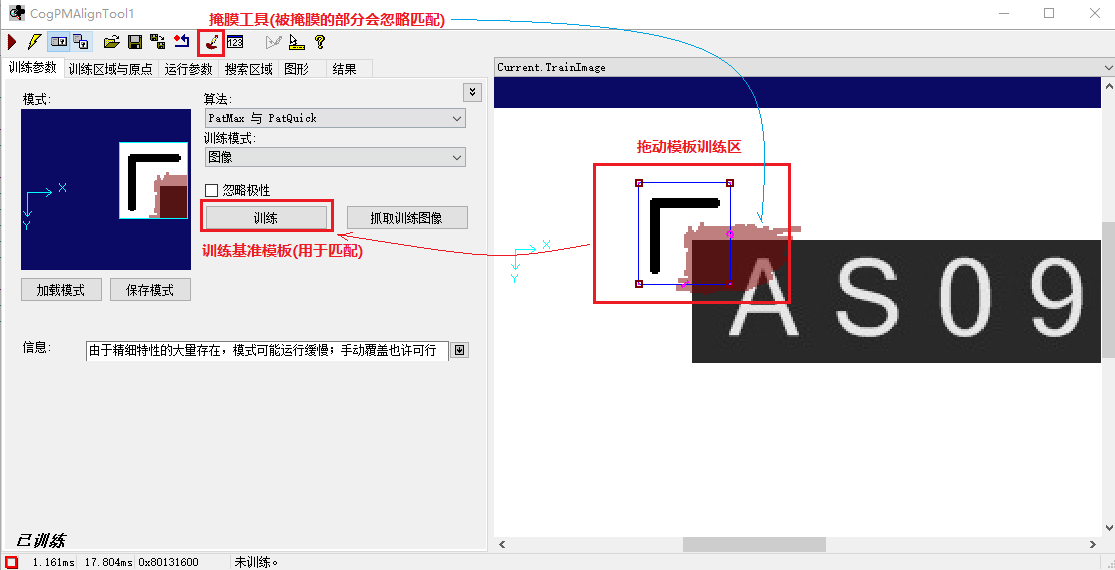 CogPMAlignTool1
掩膜工具(被掩膜的部分会忽略匹配)
123
训练参数 训练区域与原点 运行参数 搜索区域 图形 结果
Current.TrainImage
模式:
X
Y
算法:
PatMax 与 PatQuick
训练模式:
图像
忽略极性
训练 抓取训练图像
训练基准模板(用于匹配)
加载模式 保存模式
信息:
由于精细特性的大量存在，模式可能运行缓慢；手动覆盖也许可行
拖动模板训练区
X
Y
AS09
已训练
1.161ms 17.804ms 0x80131600 未训练。